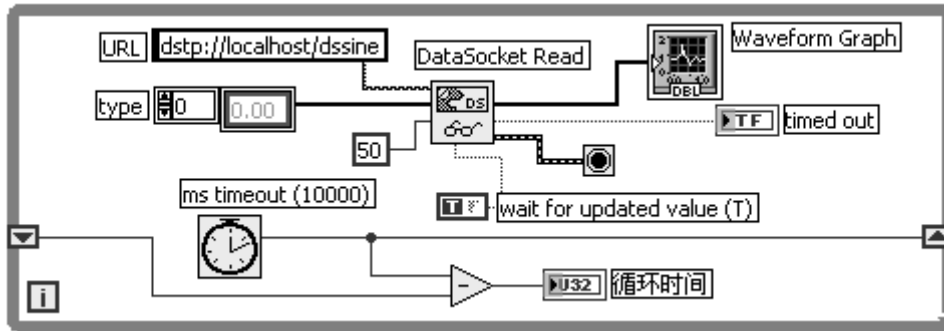 URL
dstp://localhost/dssine
DataSocket Read
Waveform Graph
DBL
type
0
0.00
DS
TF
timed out
50
ms timeout (10000)
T
wait for updated value (T)
U32
循环时间
i